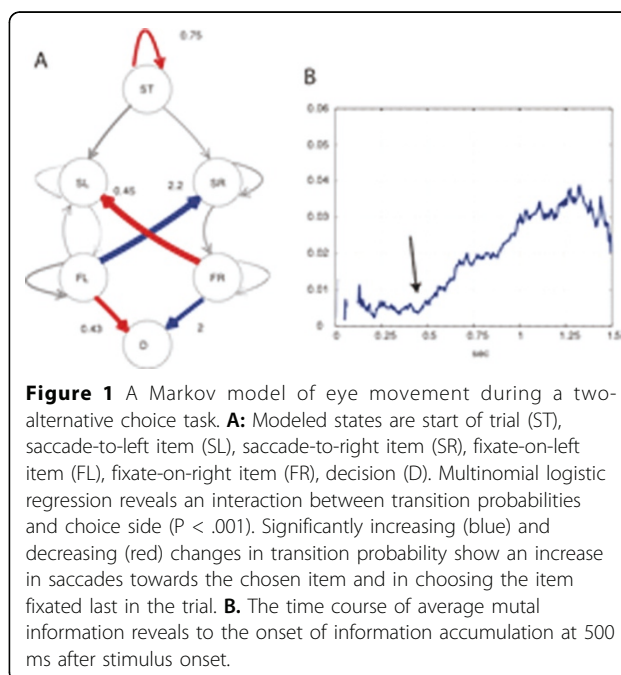 A
0.75
ST
B
SL
0.45
2.2
SR
FL
FR
0.43
2
D
0.06
0.05
0.04
0.03
0.02
0.01
0
0
0.25
0.5
0.75
1
1.25
1.5
sec
Figure 1 A Markov model of eye movement during a two-
alternative choice task. A: Modeled states are start of trial (ST),
saccade-to-left item (SL), saccade-to-right item (SR), fixate-on-left
item (FL), fixate-on-right item (FR), decision (D). Multinomial logistic
regression reveals an interaction between transition probabilities
and choice side (P < .001). Significantly increasing (blue) and
decreasing (red) changes in transition probability show an increase
in saccades towards the chosen item and in choosing the item
fixated last in the trial. B. The time course of average mutal
information reveals to the onset of information accumulation at 500
ms after stimulus onset.